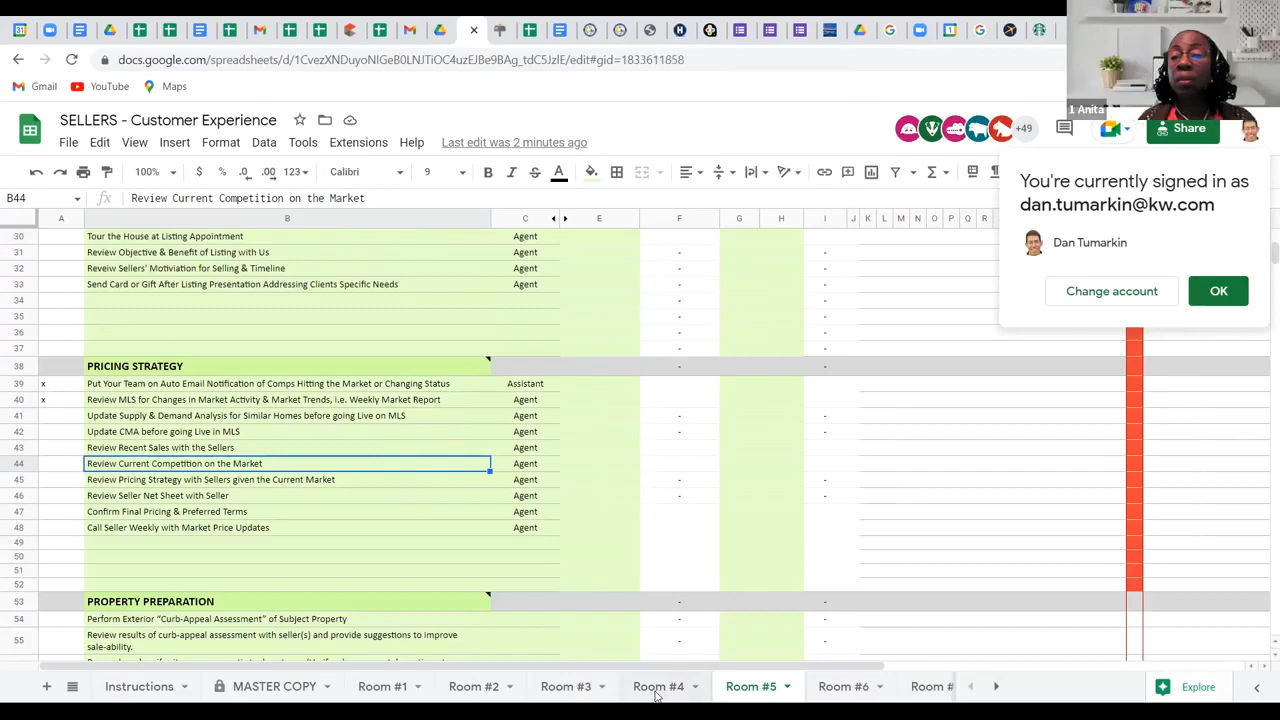 docs.google.com/spreadsheets/d/1CvezXNDuyoNIGeB0LNJTiOC4uzEJBe9BAg_tdC5JzlE/edit#gid=1833611858
Gmail YouTube Maps
1 Anita
SELLERS - Customer Experience
+49
Share
File Edit View Insert Format Data Tools Extensions Help Last edit was 2 minutes ago
100% $ % .0 .00 123 Calibri 9 B I S A
You're currently signed in as
dan.tumarkin@kw.com
Dan Tumarkin
Change account OK
B44 fx Review Current Competition on the Market
A B C E F G H I J K L M N O P Q R
30 Tour the House at Listing Appointment Agent
31 Review Objective & Benefit of Listing with Us Agent - -
32 Reveiw Sellers' Motiviation for Selling & Timeline Agent - -
33 Send Card or Gift After Listing Presentation Addressing Clients Specific Needs Agent - -
34 - -
35 - -
36 - -
37 - -
38 PRICING STRATEGY - -
39 x Put Your Team on Auto Email Notification of Comps Hitting the Market or Changing Status Assistant
40 x Review MLS for Changes in Market Activity & Market Trends, i.e. Weekly Market Report Agent
41 Update Supply & Demand Analysis for Similar Homes before going Live on MLS Agent - -
42 Update CMA before going Live in MLS Agent - -
43 Review Recent Sales with the Sellers Agent
44 Review Current Competition on the Market Agent
45 Review Pricing Strategy with Sellers given the Current Market Agent - -
46 Review Seller Net Sheet with Seller Agent - -
47 Confirm Final Pricing & Preferred Terms Agent
48 Call Seller Weekly with Market Price Updates Agent
49
50
51
52
53 PROPERTY PREPARATION - -
54 Perform Exterior “Curb-Appeal Assessment” of Subject Property - -
55 Review results of curb-appeal assessment with seller(s) and provide suggestions to improve - -
sale-ability.
Instructions MASTER COPY Room #1 Room #2 Room #3 Room #4 Room #5 Room #6 Room # Explore